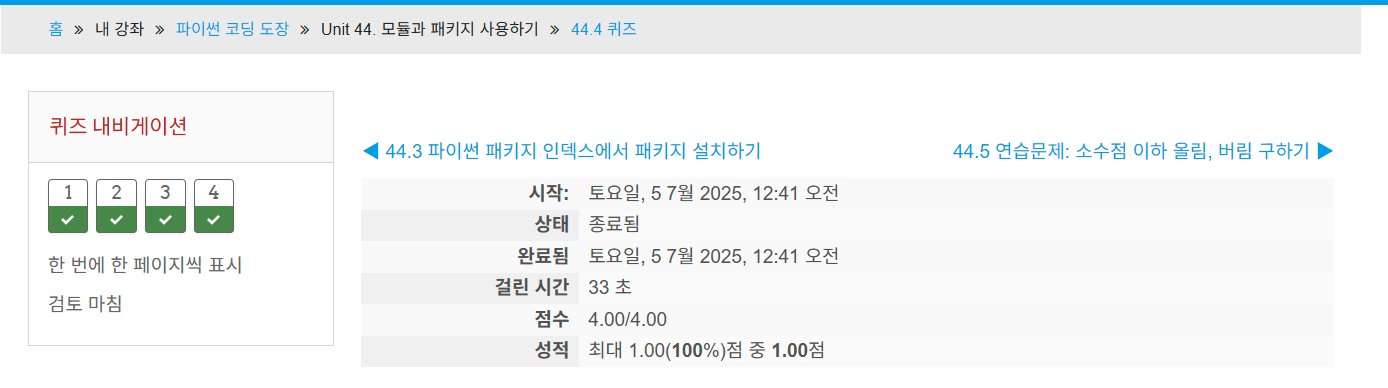 홈 » 내 강좌 » 파이썬 코딩 도장 » Unit 44. 모듈과 패키지 사용하기 » 44.4 퀴즈
퀴즈 내비게이션
1 2 3 4
한 번에 한 페이지씩 표시
검토 마침
◀ 44.3 파이썬 패키지 인덱스에서 패키지 설치하기
44.5 연습문제: 소수점 이하 올림, 버림 구하기 ▶
시작: 토요일, 5 7월 2025, 12:41 오전
상태 종료됨
완료됨 토요일, 5 7월 2025, 12:41 오전
걸린 시간 33 초
점수 4.00/4.00
성적 최대 1.00(100%)점 중 1.00점